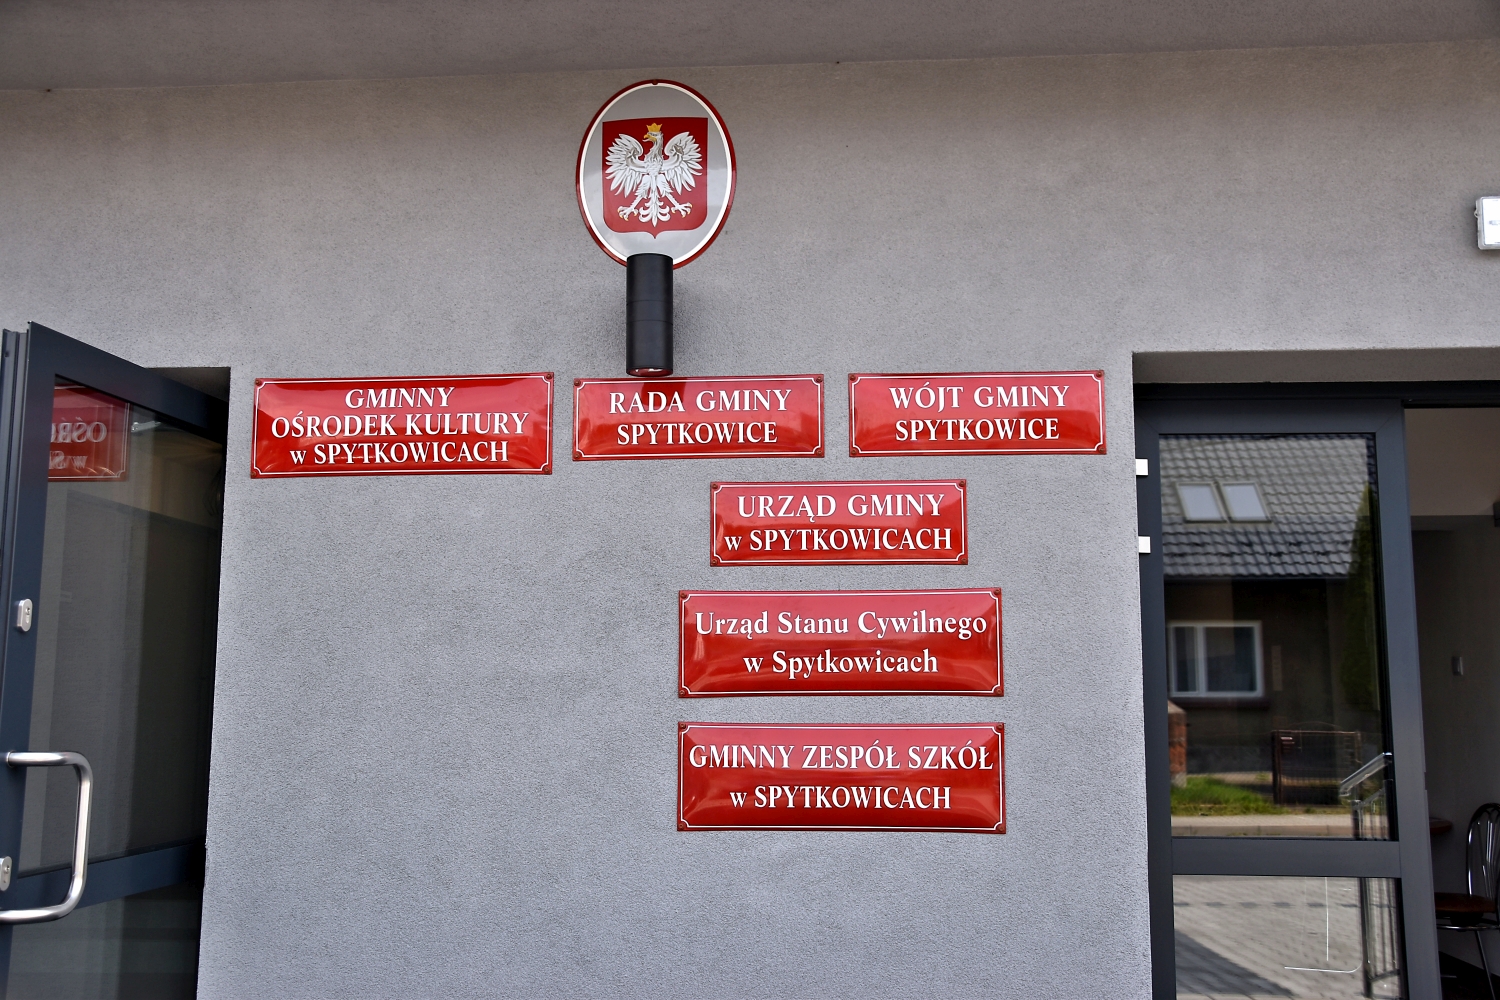 GMINNY
OŚRODEK KULTURY
w SPYTKOWICACH
RADA GMINY
SPYTKOWICE
WÓJT GMINY
SPYTKOWICE
URZĄD GMINY
w SPYTKOWICACH
Urząd Stanu Cywilnego
w Spytkowicach
GMINNY ZESPÓŁ SZKÓŁ
w SPYTKOWICACH